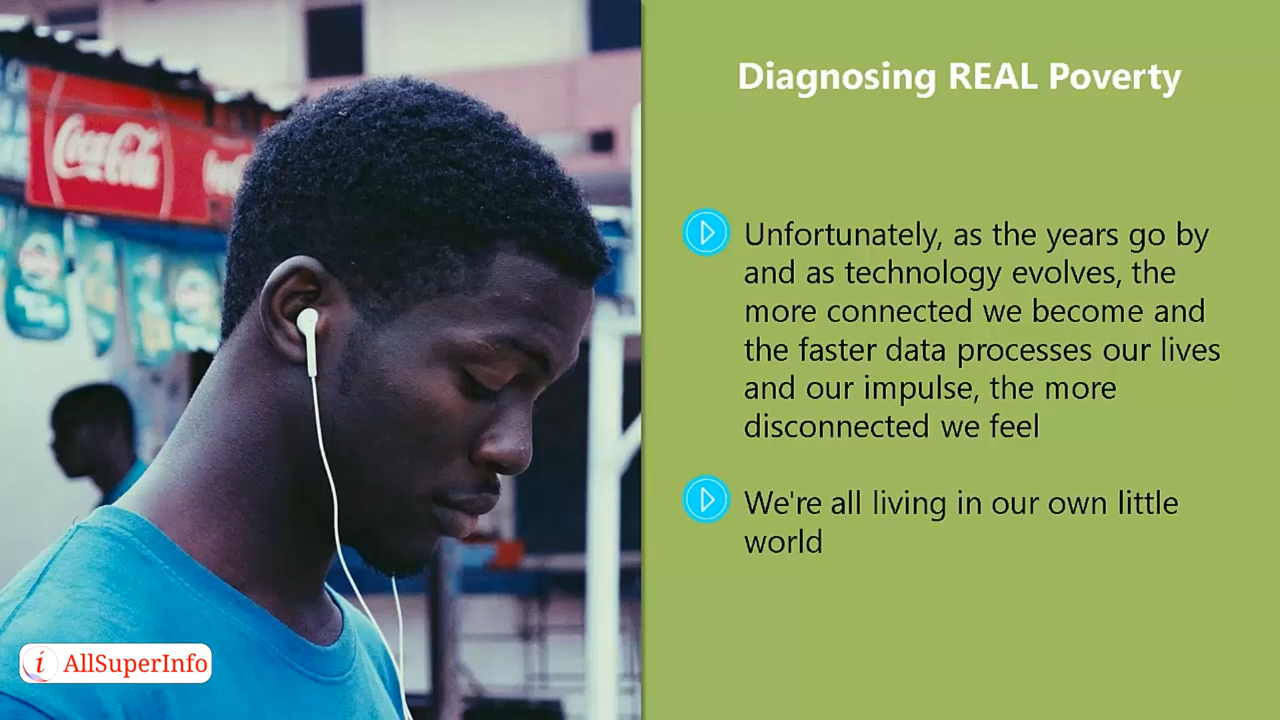 Coca-Cola
Diagnosing REAL Poverty
Unfortunately, as the years go by
and as technology evolves, the
more connected we become and
the faster data processes our lives
and our impulse, the more
disconnected we feel
We're all living in our own little
world
i AllSuperInfo